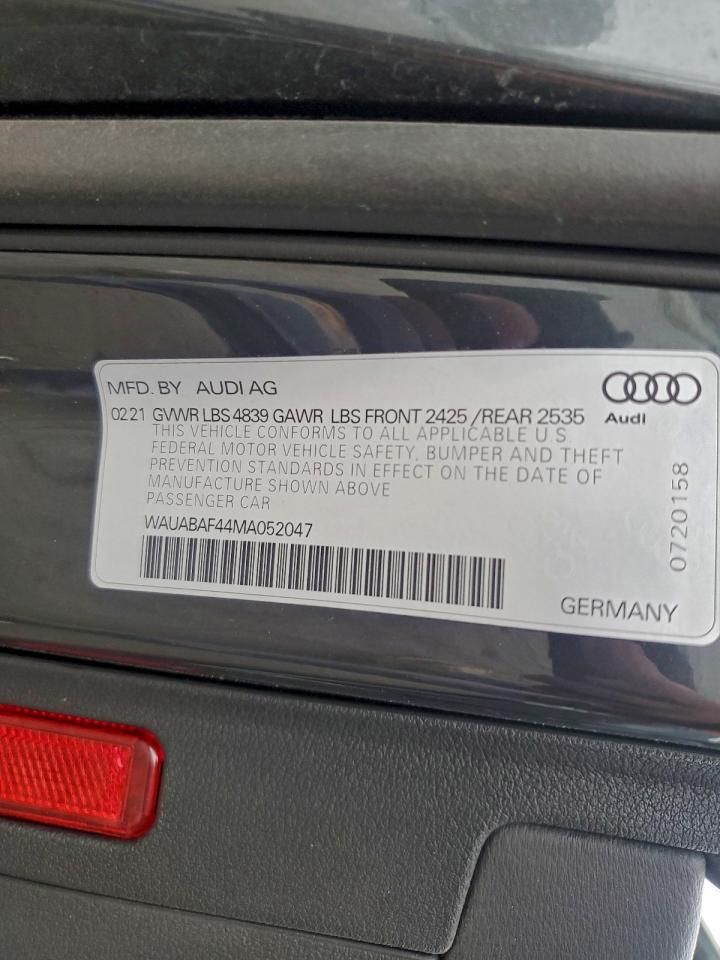 MFD. BY AUDI AG
0221 GVWR LBS 4839 GAWR LBS FRONT 2425 /REAR 2535
Audi
THIS VEHICLE CONFORMS TO ALL APPLICABLE U.S.
FEDERAL MOTOR VEHICLE SAFETY, BUMPER AND THEFT
PREVENTION STANDARDS IN EFFECT ON THE DATE OF
MANUFACTURE SHOWN ABOVE
PASSENGER CAR
WAUABAF44MA052047
0720158
GERMANY